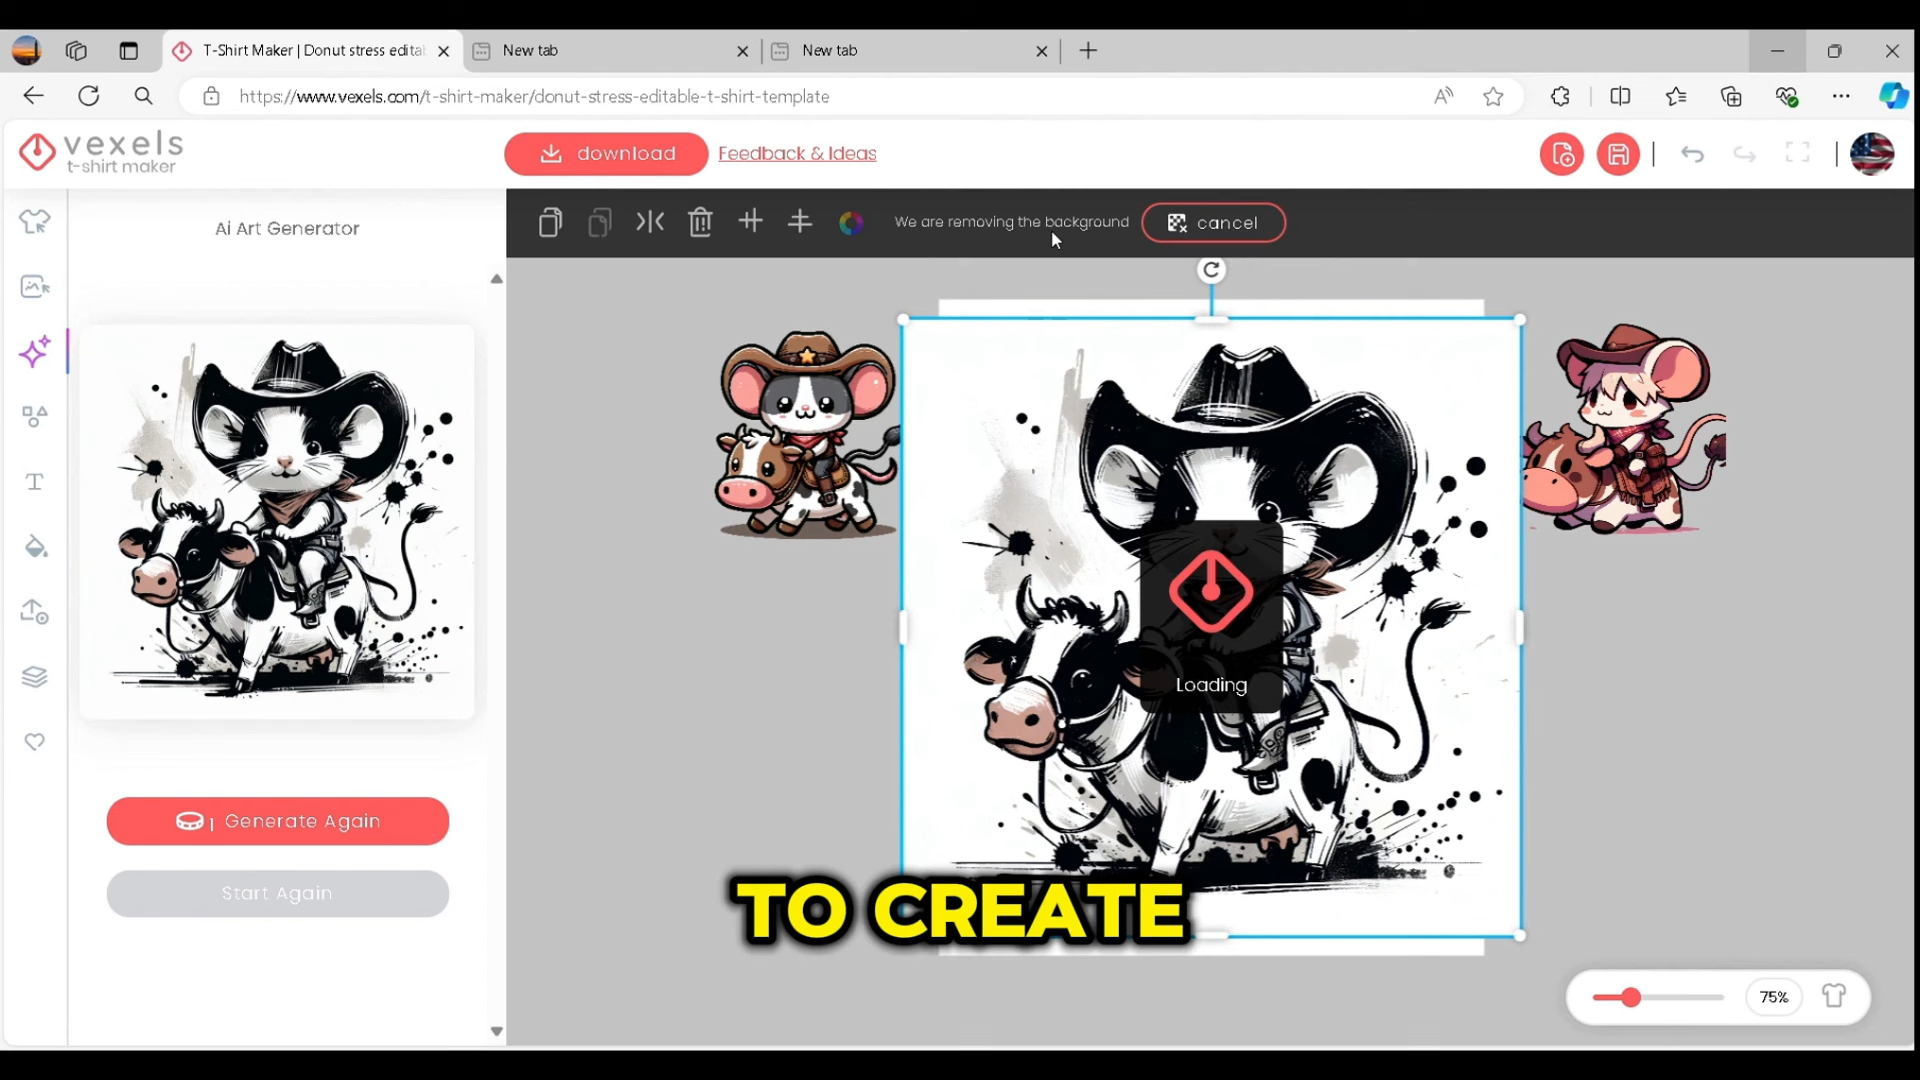 T-Shirt Maker | Donut stress edita
New tab
New tab
https://www.vexels.com/t-shirt-maker/donut-stress-editable-t-shirt-template
vexels
t-shirt maker
download
Feedback & Ideas
Ai Art Generator
We are removing the background
cancel
Loading
1 Generate Again
Start Again
TO CREATE
75%